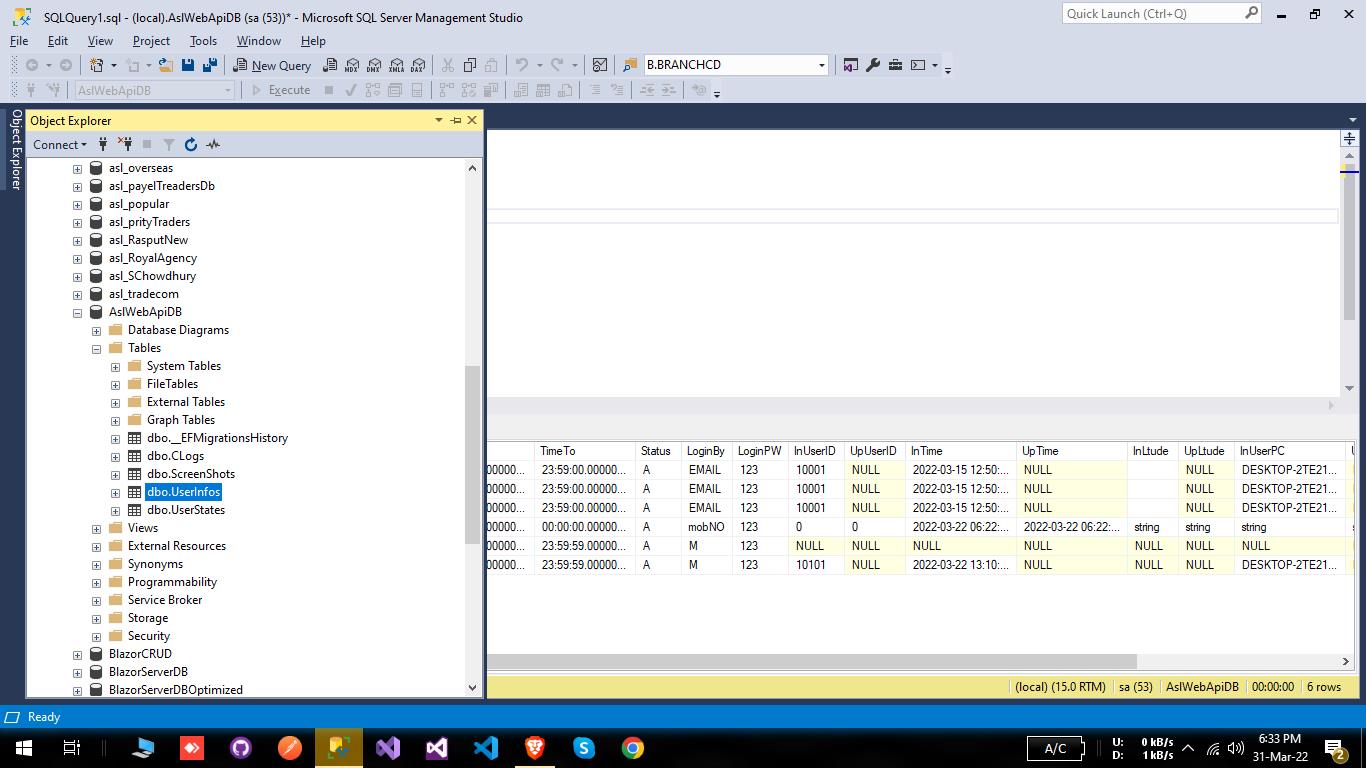 SQLQuery1.sql - (local).AslWebApiDB (sa (53))* - Microsoft SQL Server Management Studio
Quick Launch (Ctrl+Q)
File Edit View Project Tools Window Help
New Query MDX DMX XMLA DAX B.BRANCHCD
AslWebApiDB Execute
Object Explorer
Object Explorer
Connect
asl_overseas
asl_payelTreadersDb
asl_popular
asl_prityTraders
asl_RasputNew
asl_RoyalAgency
asl_SChowdhury
asl_tradecom
AslWebApiDB
Database Diagrams
Tables
System Tables
FileTables
External Tables
Graph Tables
dbo.__EFMigrationsHistory
dbo.CLogs
dbo.ScreenShots
dbo.UserInfos
dbo.UserStates
Views
External Resources
Synonyms
Programmability
Service Broker
Storage
Security
BlazorCRUD
BlazorServerDB
BlazorServerDBOptimized
TimeTo Status LoginBy LoginPW InUserID UpUserID InTime UpTime InLtude UpLtude InUserPC
00000... 23:59:00.00000... A EMAIL 123 10001 NULL 2022-03-15 12:50:... NULL NULL DESKTOP-2TE21...
00000... 23:59:00.00000... A EMAIL 123 10001 NULL 2022-03-15 12:50:... NULL NULL DESKTOP-2TE21...
00000... 23:59:00.00000... A EMAIL 123 10001 NULL 2022-03-15 12:50:... NULL NULL DESKTOP-2TE21...
00000... 00:00:00.00000... A mobNO 123 0 0 2022-03-22 06:22:... 2022-03-22 06:22:... string string string
00000... 23:59:59.00000... A M 123 NULL NULL NULL NULL NULL NULL NULL
00000... 23:59:59.00000... A M 123 10101 NULL 2022-03-22 13:10:... NULL NULL NULL DESKTOP-2TE21...
(local) (15.0 RTM) sa (53) AslWebApiDB 00:00:00 6 rows
Ready
A/C U: 0 kB/s D: 1 kB/s 6:33 PM 31-Mar-22 2